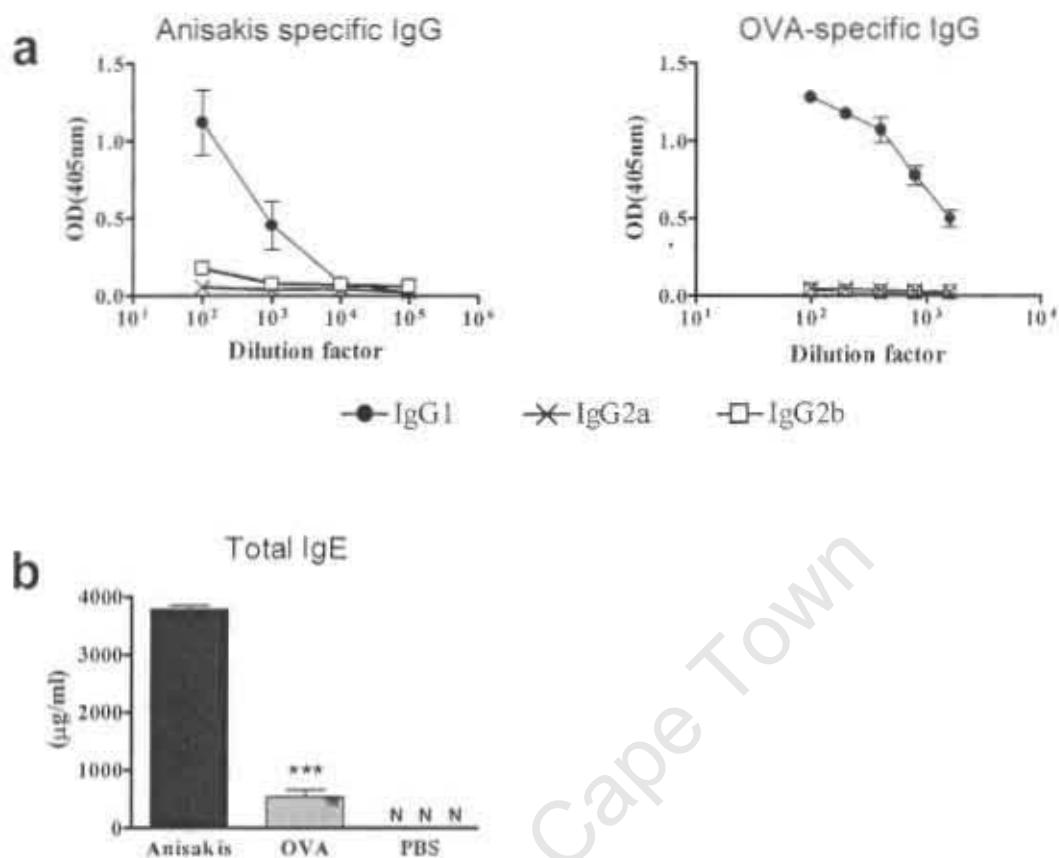 a
Anisakis specific IgG
OVA-specific IgG
1.5
1.0
0.5
0.0
OD(405nm)
10¹ 10² 10³ 10⁴ 10⁵ 10⁶
Dilution factor
1.5
1.0
0.5
0.0
OD(405nm)
10¹ 10² 10³ 10⁴
Dilution factor
IgG1 IgG2a IgG2b
b
Total IgE
4000
3000
2000
1000
0
(µg/ml)
***
N N N
Anisakis OVA PBS
Cape Town